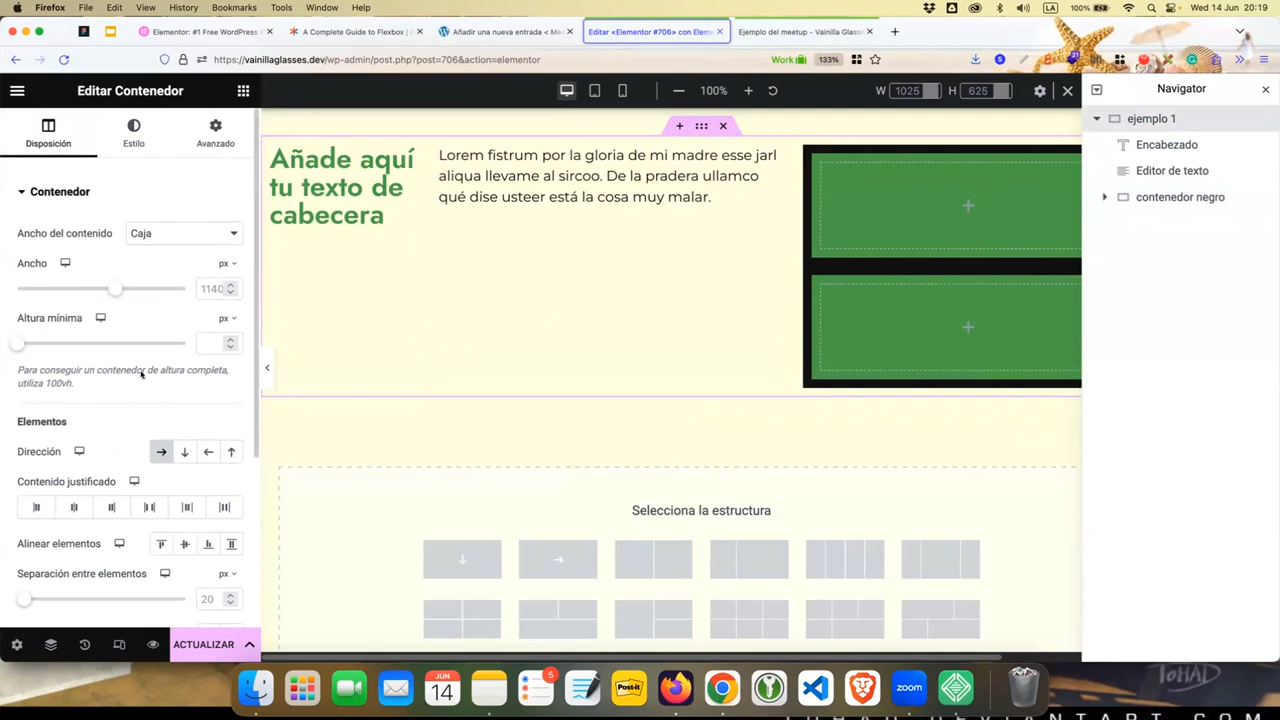 Firefox File Edit View History Bookmarks Tools Window Help LA 100% Wed 14 Jun 20:19
Elementor: #1 Free WordPress
A Complete Guide to Flexbox | C
Añadir una nueva entrada < Me
Editar «Elementor #706» con Elem
Ejemplo del meetup – Vainilla Glasse
https://vainillaglasses.dev/wp-admin/post.php?post=706&action=elementor
Work 133%
Editar Contenedor
100%
W 1025 H 625
Navigator
Disposición
Estilo
Avanzado
ejemplo 1
Encabezado
Editor de texto
contenedor negro
Contenedor
Ancho del contenido Caja
Ancho px
1140
Altura mínima px
Para conseguir un contenedor de altura completa,
utiliza 100vh.
Elementos
Dirección
Contenido justificado
Alinear elementos
Separación entre elementos px
20
ACTUALIZAR
Añade aquí
tu texto de
cabecera
Lorem fistrum por la gloria de mi madre esse jarl
aliqua llevame al sircoo. De la pradera ullamco
qué dise usteer está la cosa muy malar.
Selecciona la estructura
JUN
14
5
Post-it
zoom